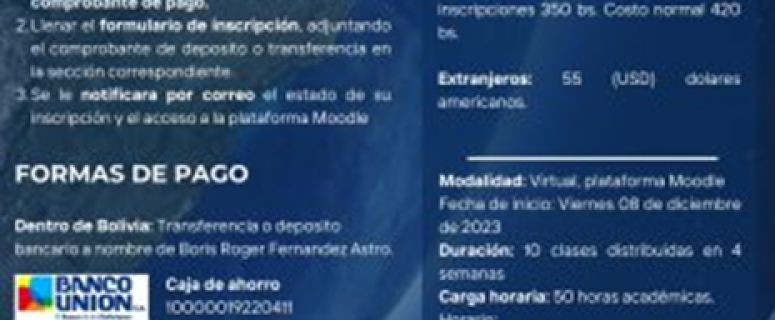 comprobante de pago.
2. Llenar el formulario de inscripción, adjuntando
el comprobante de deposito o transferencia en
la sección correspondiente.
3. Se le notificara por correo el estado de su
inscripción y el acceso a la plataforma Moodle
FORMAS DE PAGO
Dentro de Bolivia: Transferencia o deposito
bancario a nombre de Boris Roger Fernandez Astro.
BANCO
UNION S.A.
Caja de ahorro
10000019220411
inscripciones 350 bs. Costo normal 420
bs.
Extranjeros: 55 (USD) dolares
americanos.
Modalidad: Virtual, plataforma Moodle
Fecha de inicio: Viernes 08 de diciembre
de 2023
Duración: 10 clases distribuidas en 4
semanas
Carga horaria: 50 horas académicas.
Horario: